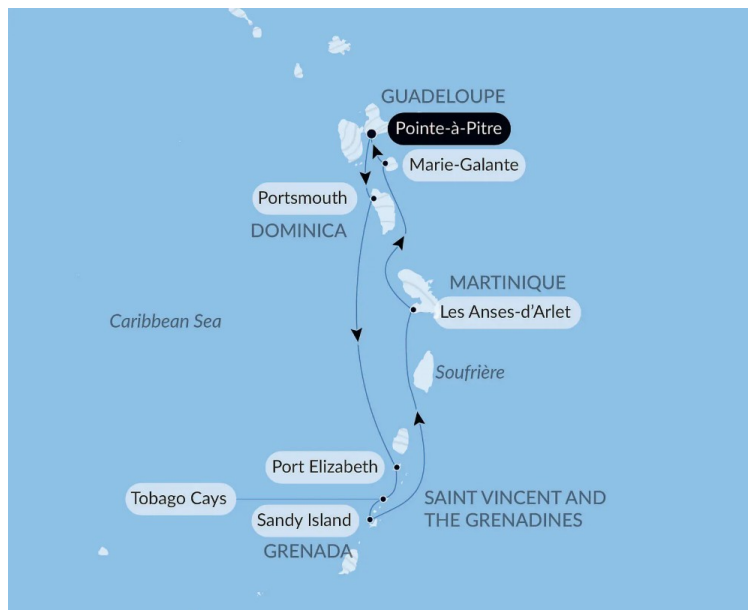 GUADELOUPE
Pointe-à-Pitre
Marie-Galante
Portsmouth
DOMINICA
MARTINIQUE
Les Anses-d'Arlet
Caribbean Sea
Soufrière
Port Elizabeth
Tobago Cays
SAINT VINCENT AND
THE GRENADINES
Sandy Island
GRENADA